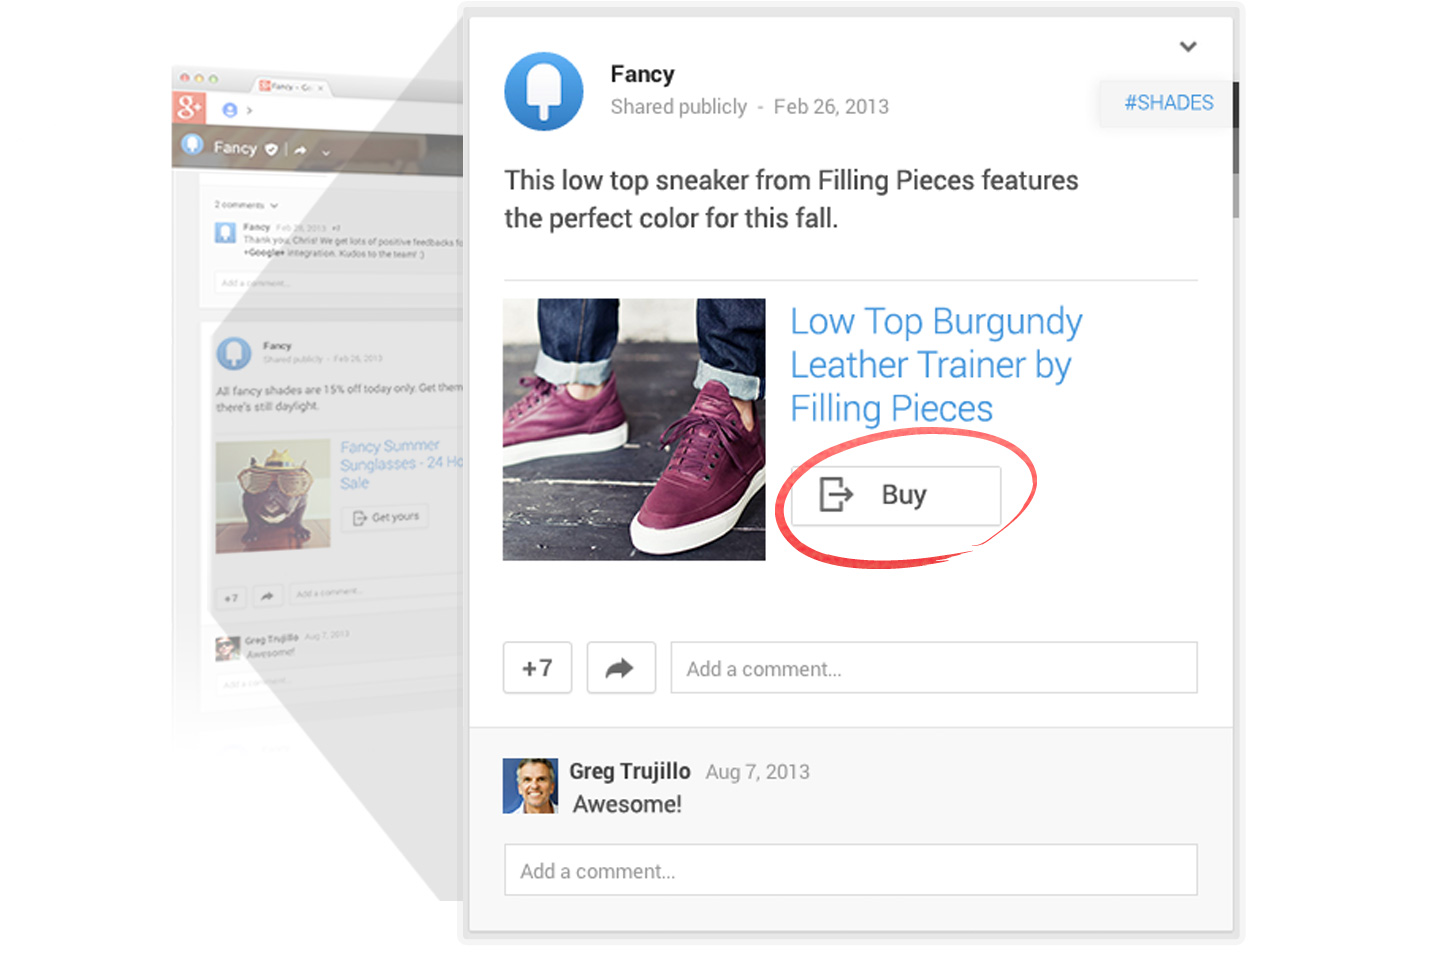 Fancy - Go
g+
Fancy
2 comments
Fancy Feb 26, 2013 +1
Thank you, Chris! We get lots of positive feedbacks fo
+Google+ integration. Kudos to the team! :)
Add a comment...
Fancy
Shared publicly - Feb 26, 2013
All fancy shades are 15% off today only. Get them
there's still daylight.
Fancy Summer
Sunglasses - 24 Ho
Sale
Get yours
+7
Add a comment...
Greg Trujillo Aug 7, 2013
Awesome!
Add a comment...
Fancy
Shared publicly - Feb 26, 2013
#SHADES
This low top sneaker from Filling Pieces features
the perfect color for this fall.
Low Top Burgundy
Leather Trainer by
Filling Pieces
Buy
+7
Add a comment...
Greg Trujillo Aug 7, 2013
Awesome!
Add a comment...